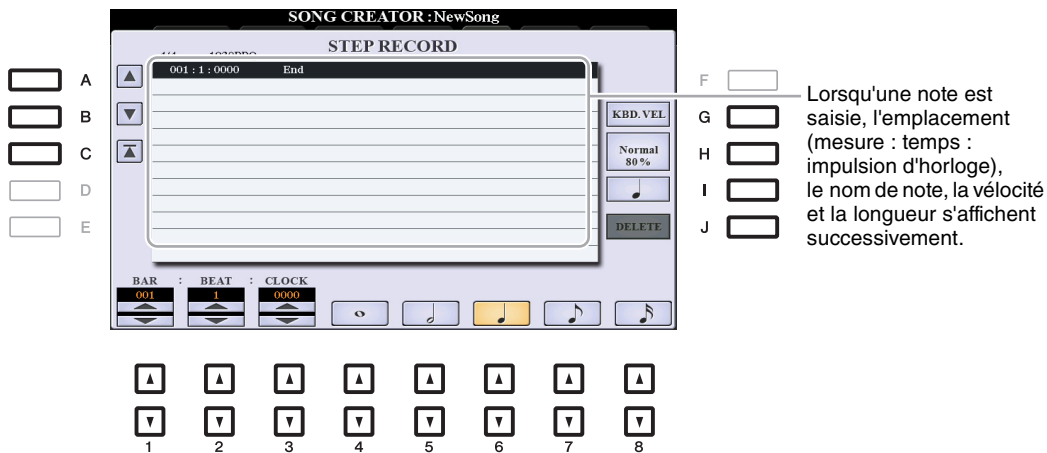 SONG CREATOR : NewSong
STEP RECORD
001 : 1 : 0000 End
A
B
C
D
E
F
G
H
I
J
KBD. VEL
Normal
80%
DELETE
Lorsqu'une note est
saisie, l'emplacement
(mesure : temps :
impulsion d'horloge),
le nom de note, la vélocité
et la longueur s'affichent
successivement.
BAR : BEAT : CLOCK
001 1 0000
1 2 3 4 5 6 7 8